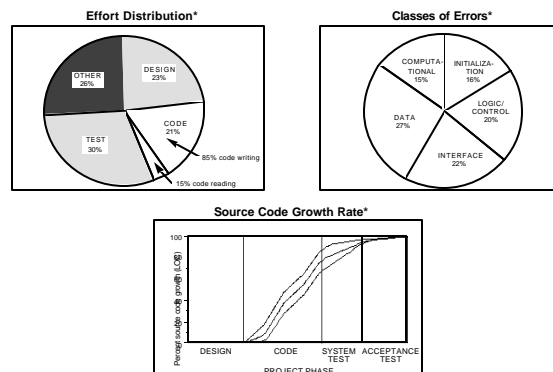 Effort Distribution*
OTHER
26%
DESIGN
23%
CODE
21%
TEST
30%
85% code writing
15% code reading
Classes of Errors*
COMPUTA-
TIONAL
15%
INITIALIZA-
TION
16%
LOGIC/
CONTROL
20%
DATA
27%
INTERFACE
22%
Source Code Growth Rate*
Percent source code growth (LOC)
100
DESIGN
CODE
SYSTEM
TEST
ACCEPTANCE
TEST
PROJECT PHASE